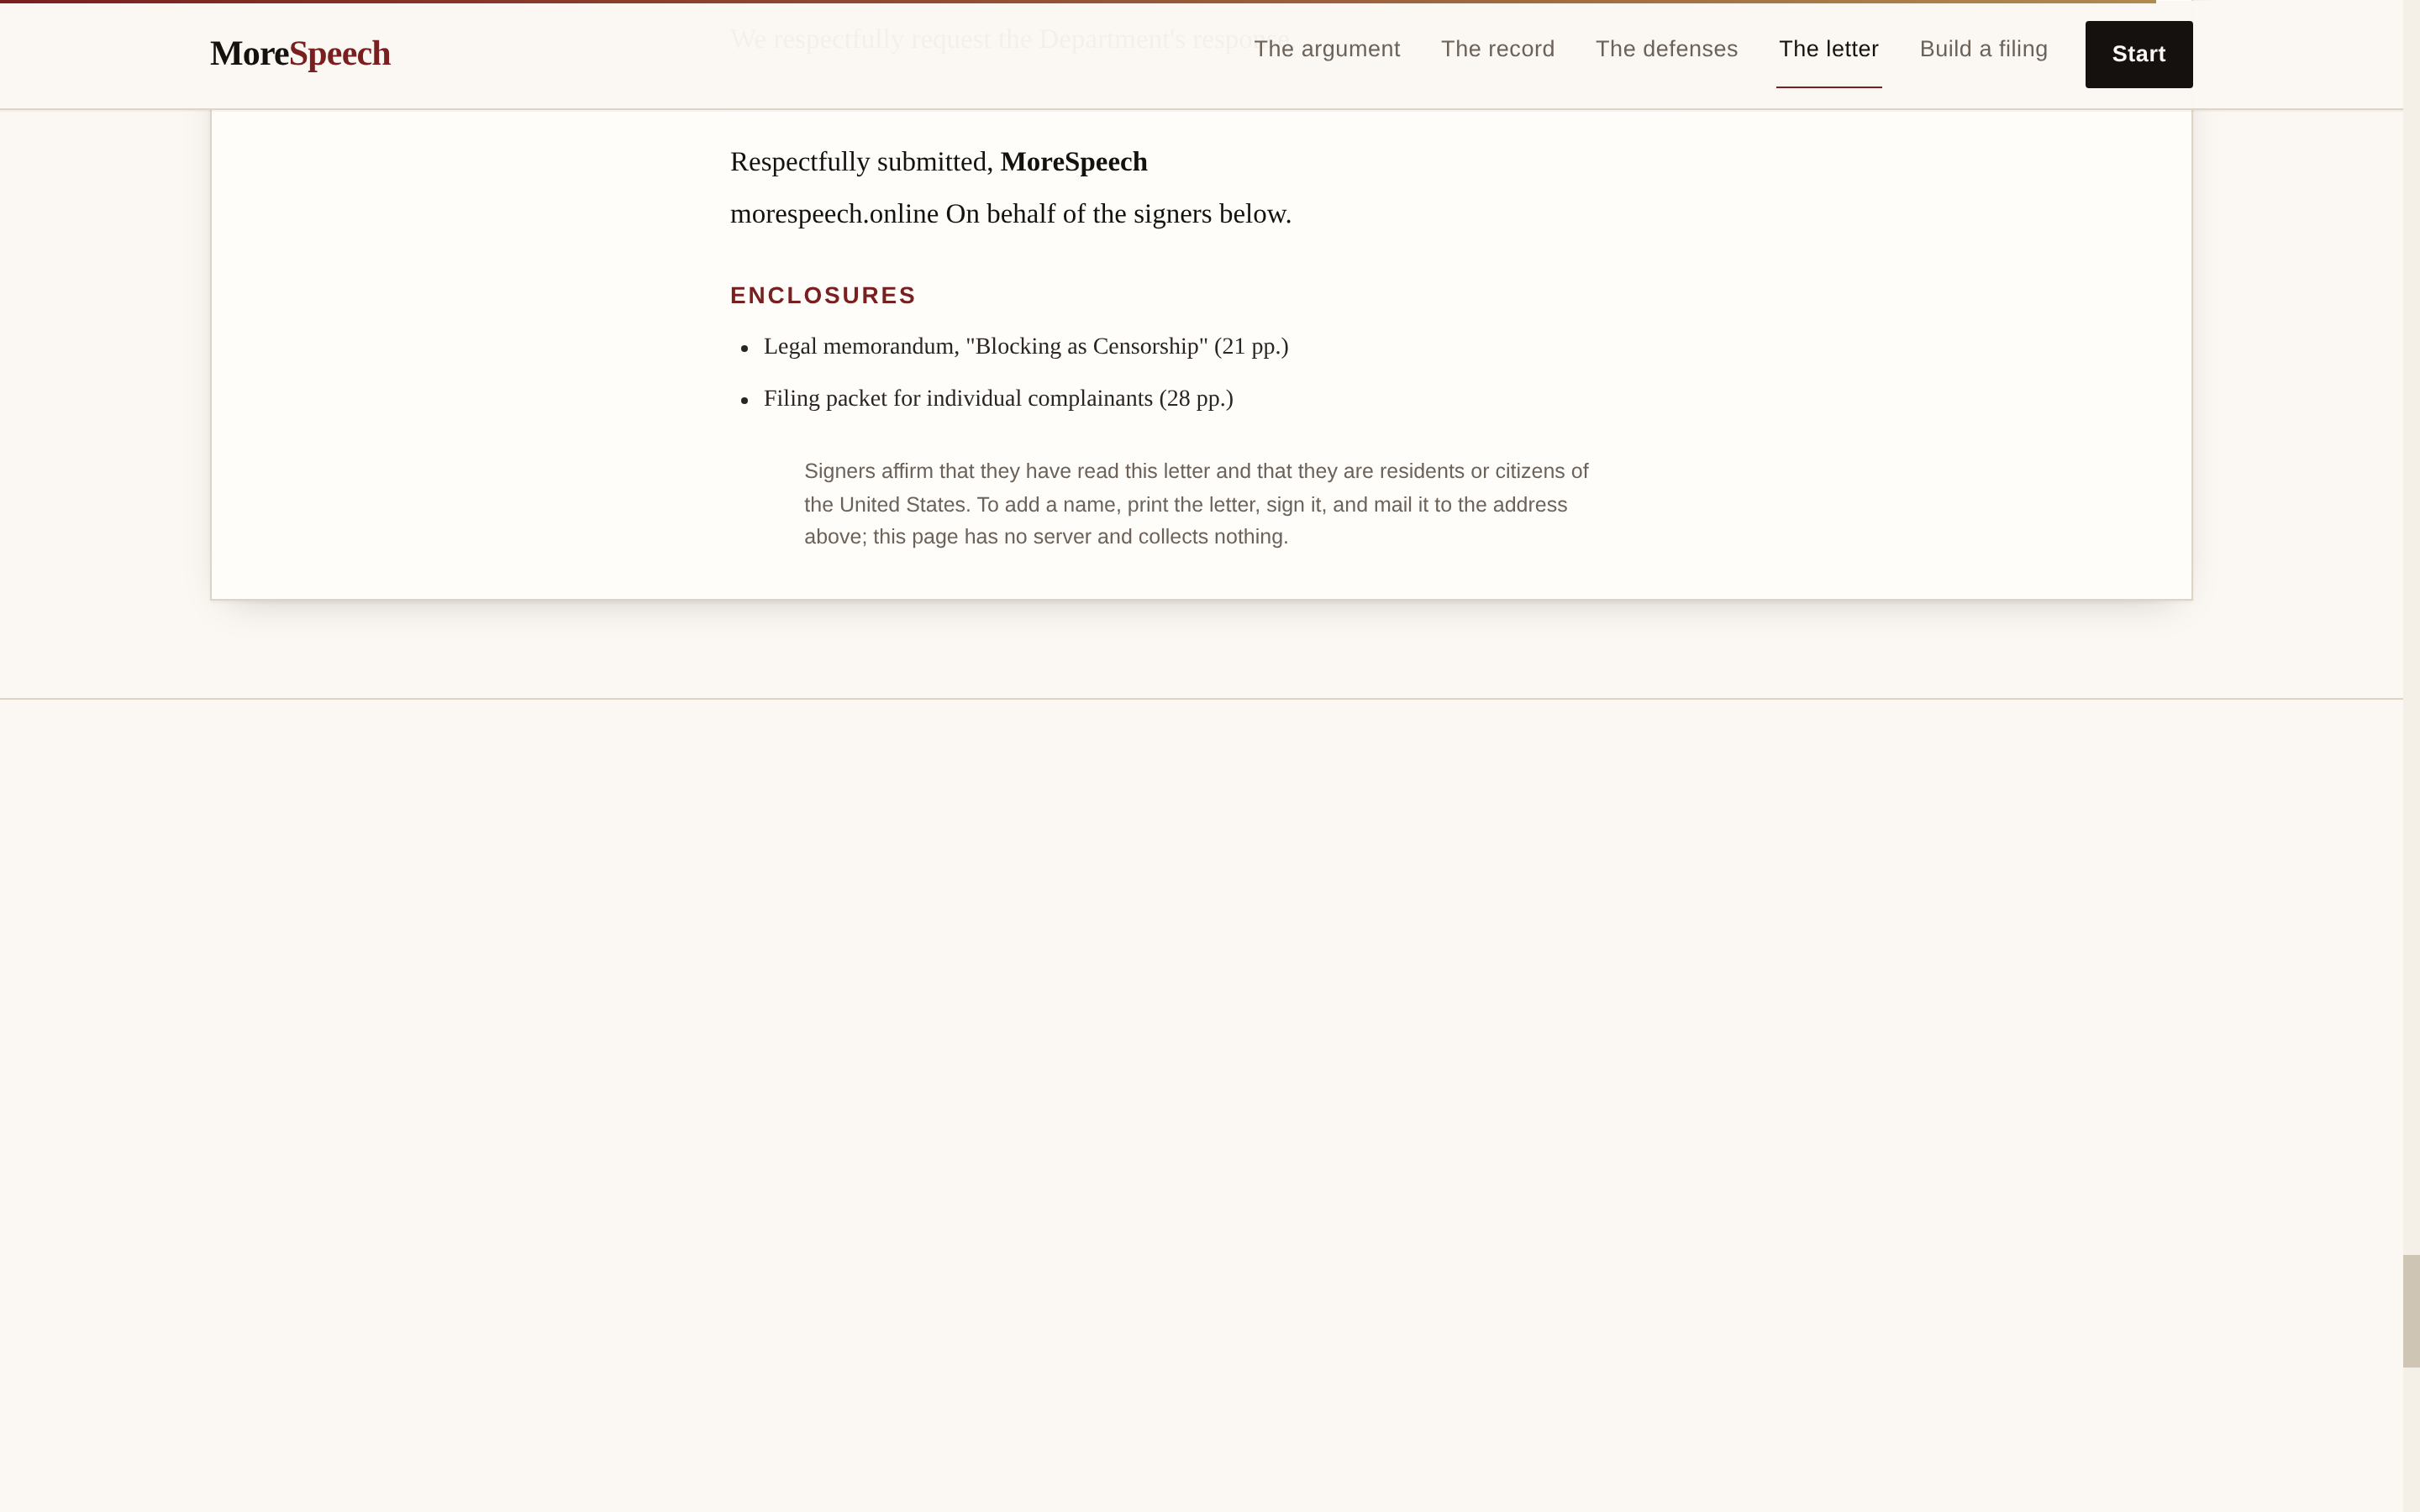 We respectfully request the Department's response.
MoreSpeech
The argument
The record
The defenses
The letter
Build a filing
Start
Respectfully submitted, MoreSpeech
morespeech.online On behalf of the signers below.
ENCLOSURES
• Legal memorandum, "Blocking as Censorship" (21 pp.)
• Filing packet for individual complainants (28 pp.)
Signers affirm that they have read this letter and that they are residents or citizens of
the United States. To add a name, print the letter, sign it, and mail it to the address
above; this page has no server and collects nothing.